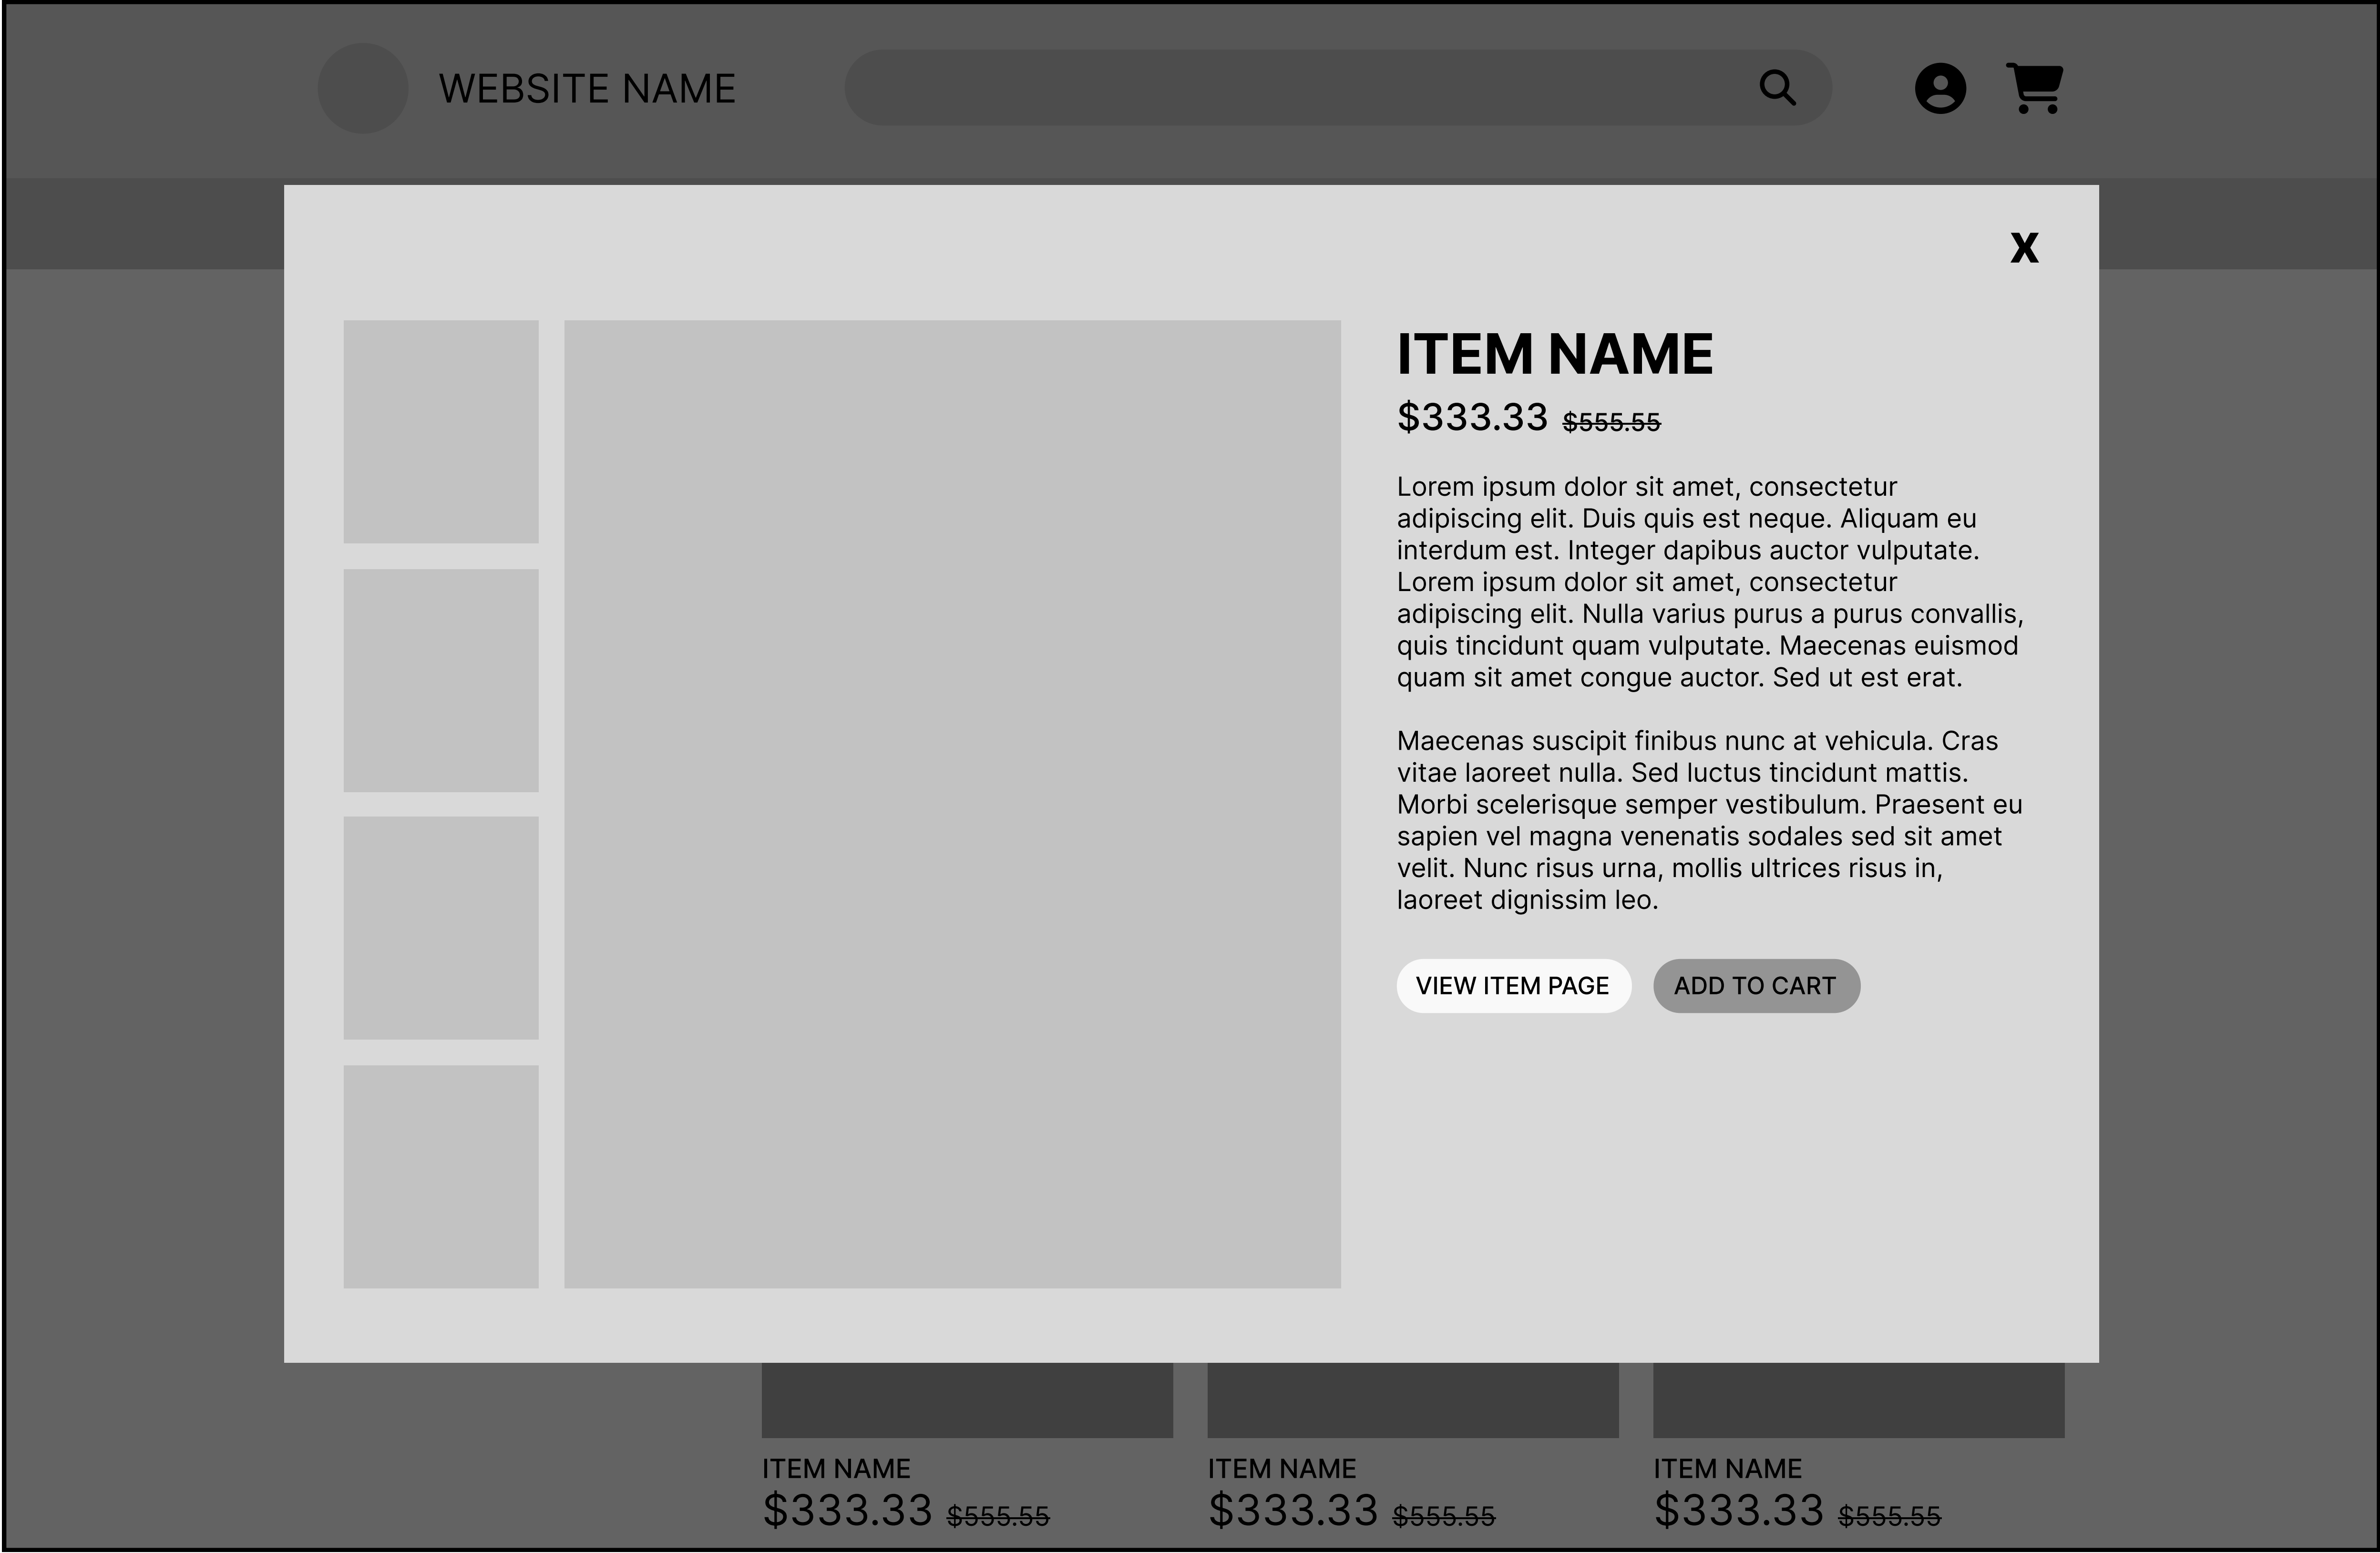 WEBSITE NAME
X
ITEM NAME
$333.33 $555.55
Lorem ipsum dolor sit amet, consectetur
adipiscing elit. Duis quis est neque. Aliquam eu
interdum est. Integer dapibus auctor vulputate.
Lorem ipsum dolor sit amet, consectetur
adipiscing elit. Nulla varius purus a purus convallis,
quis tincidunt quam vulputate. Maecenas euismod
quam sit amet congue auctor. Sed ut est erat.
Maecenas suscipit finibus nunc at vehicula. Cras
vitae laoreet nulla. Sed luctus tincidunt mattis.
Morbi scelerisque semper vestibulum. Praesent eu
sapien vel magna venenatis sodales sed sit amet
velit. Nunc risus urna, mollis ultrices risus in,
laoreet dignissim leo.
VIEW ITEM PAGE ADD TO CART
ITEM NAME ITEM NAME ITEM NAME
$333.33 $555.55 $333.33 $555.55 $333.33 $555.55